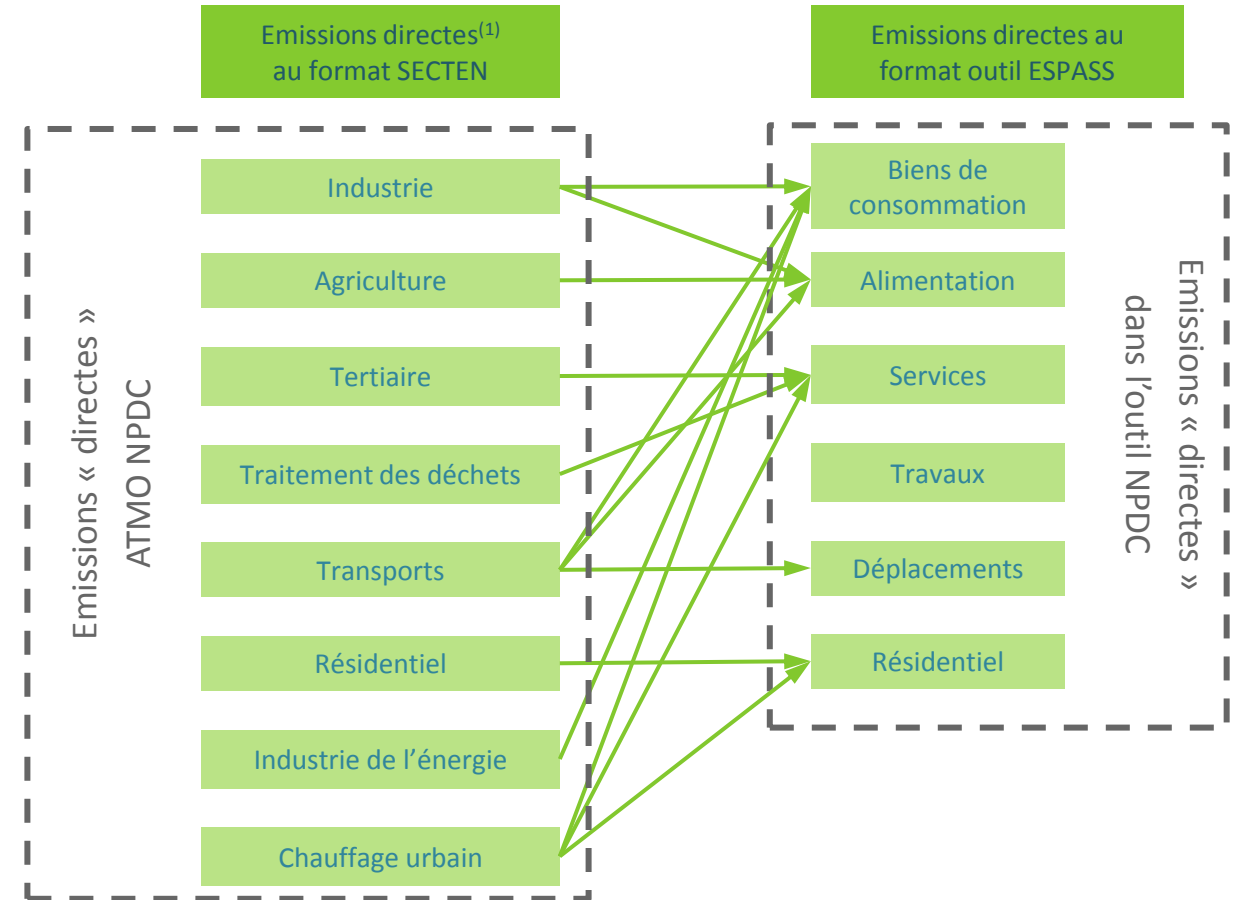 Emissions directes(1)
au format SECTEN
Emissions directes au
format outil ESPASS
Emissions « directes »
ATMO NPDC
Industrie
Agriculture
Tertiaire
Traitement des déchets
Transports
Résidentiel
Industrie de l’énergie
Chauffage urbain
Biens de
consommation
Alimentation
Services
Travaux
Déplacements
Résidentiel
Emissions « directes »
dans l’outil NPDC